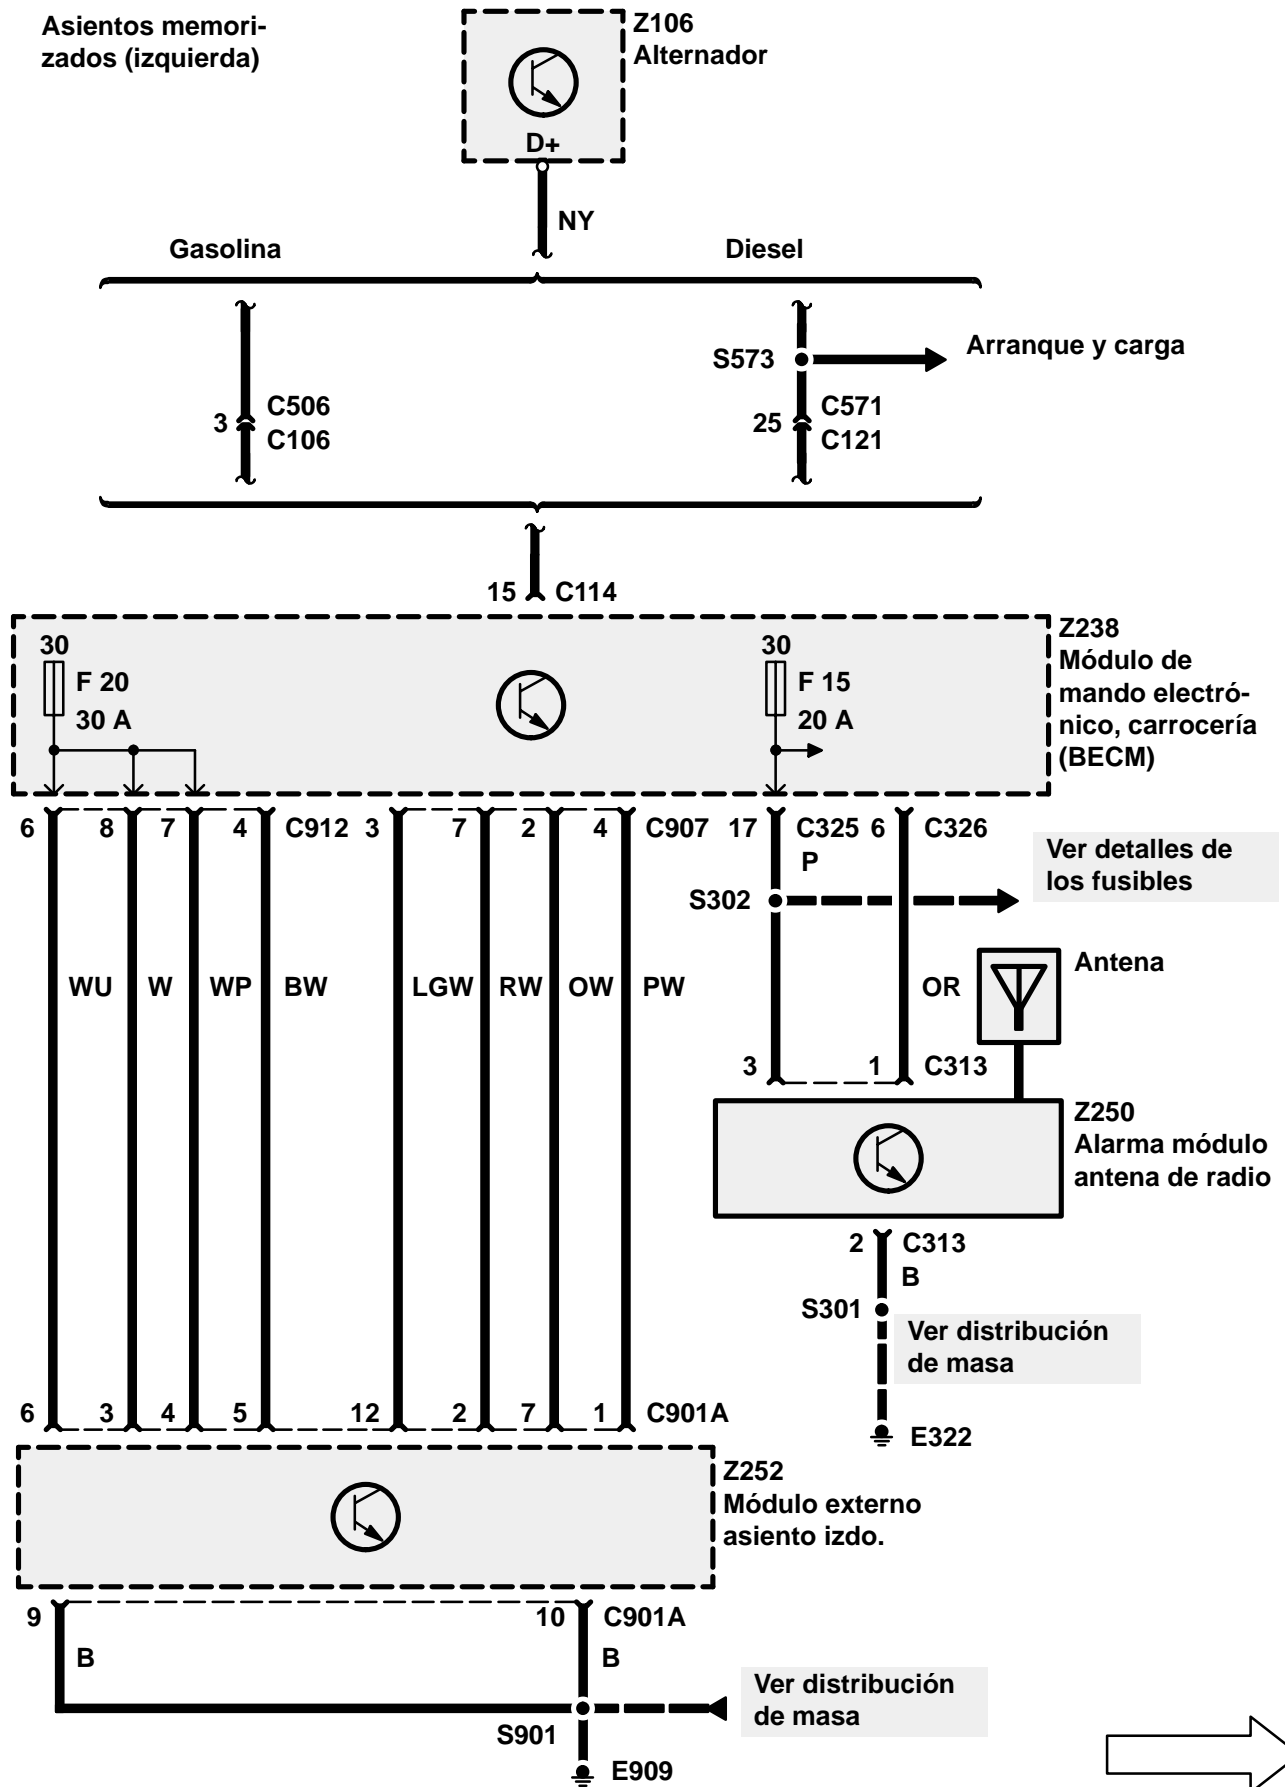 Asientos memori-
zados (izquierda)
Z106
Alternador
D+
NY
Gasolina
Diesel
S573
Arranque y carga
3
C506
C106
25
C571
C121
15
C114
30
F 20
30 A
30
F 15
20 A
Z238
Módulo de
mando electró-
nico, carrocería
(BECM)
6
8
7
4
C912
3
7
2
4
C907
17
C325
6
C326
P
Ver detalles de
los fusibles
S302
WU
W
WP
BW
LGW
RW
OW
PW
OR
Antena
3
1
C313
Z250
Alarma módulo
antena de radio
2
C313
B
S301
Ver distribución
de masa
E322
6
3
4
5
12
2
7
1
C901A
Z252
Módulo externo
asiento izdo.
9
10
C901A
B
B
Ver distribución
de masa
S901
E909